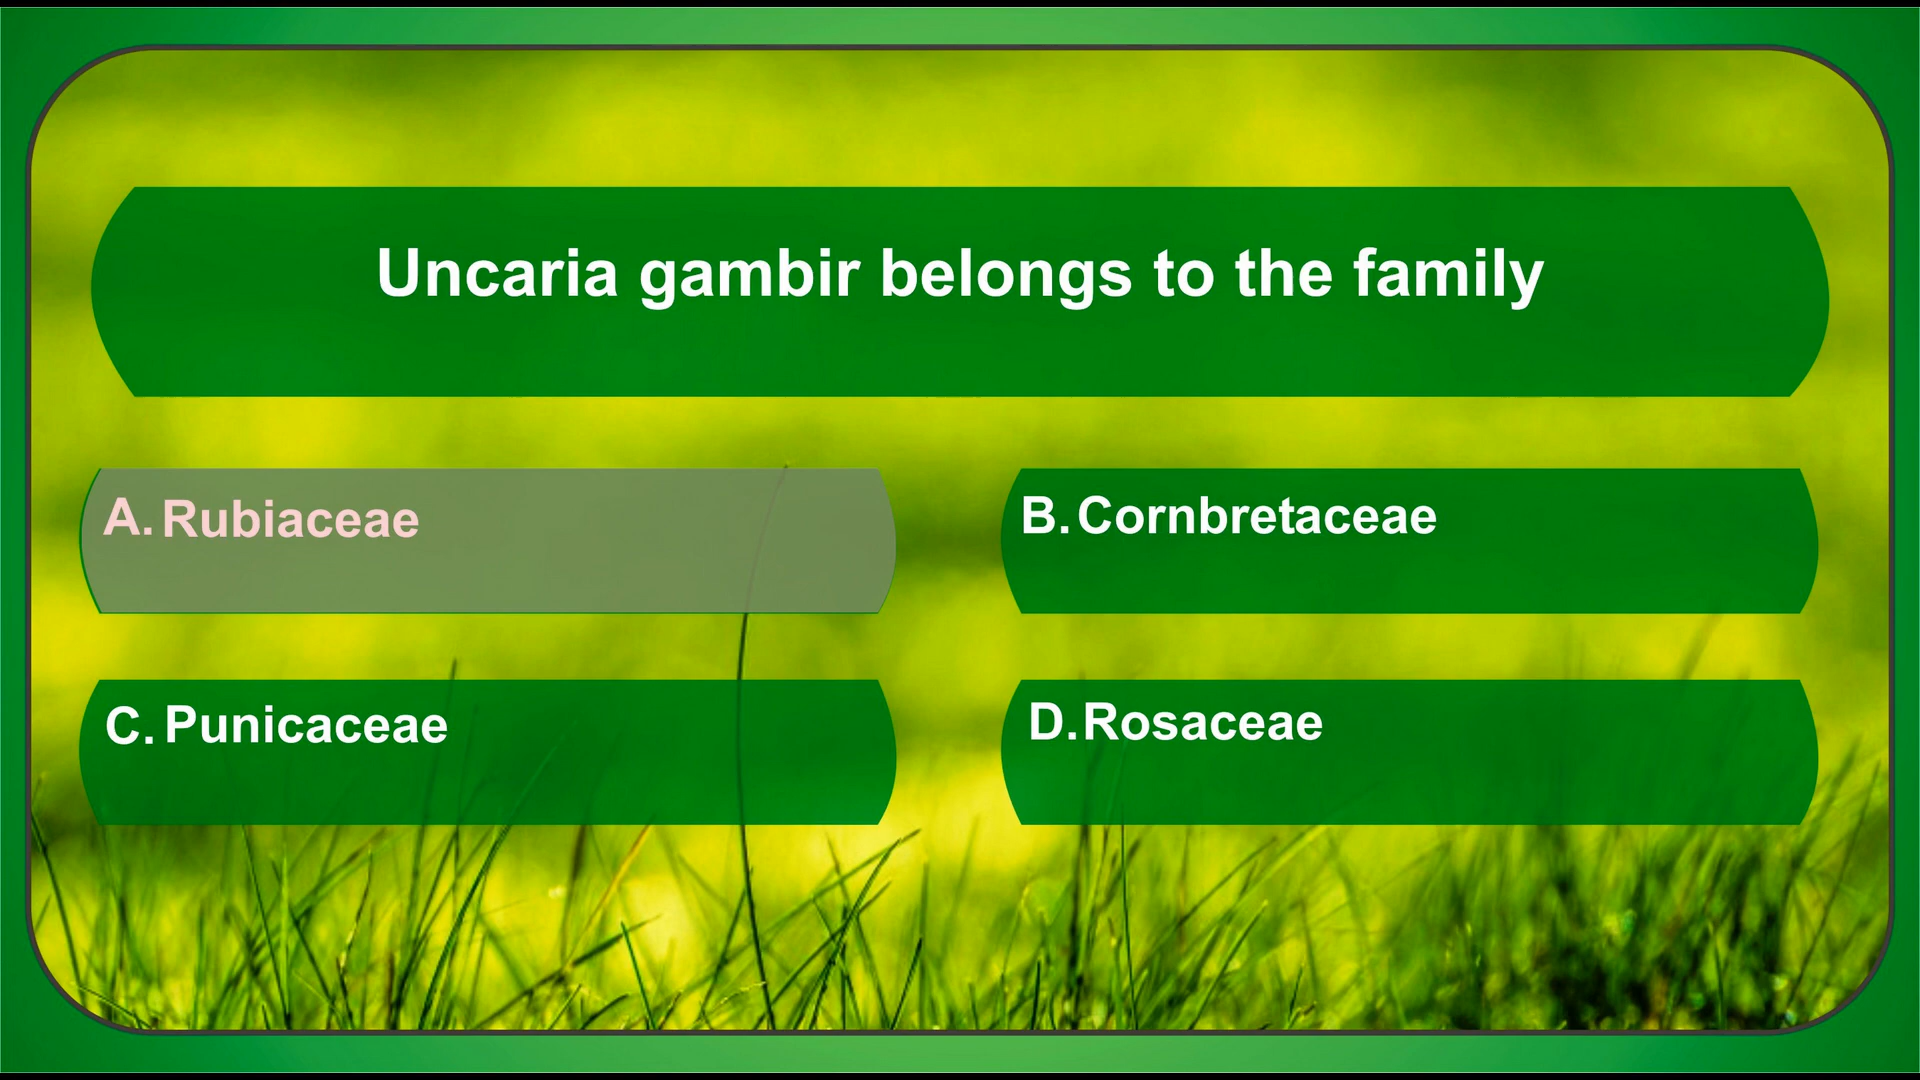 Uncaria gambir belongs to the family
A. Rubiaceae
B. Cornbretaceae
C. Punicaceae
D. Rosaceae